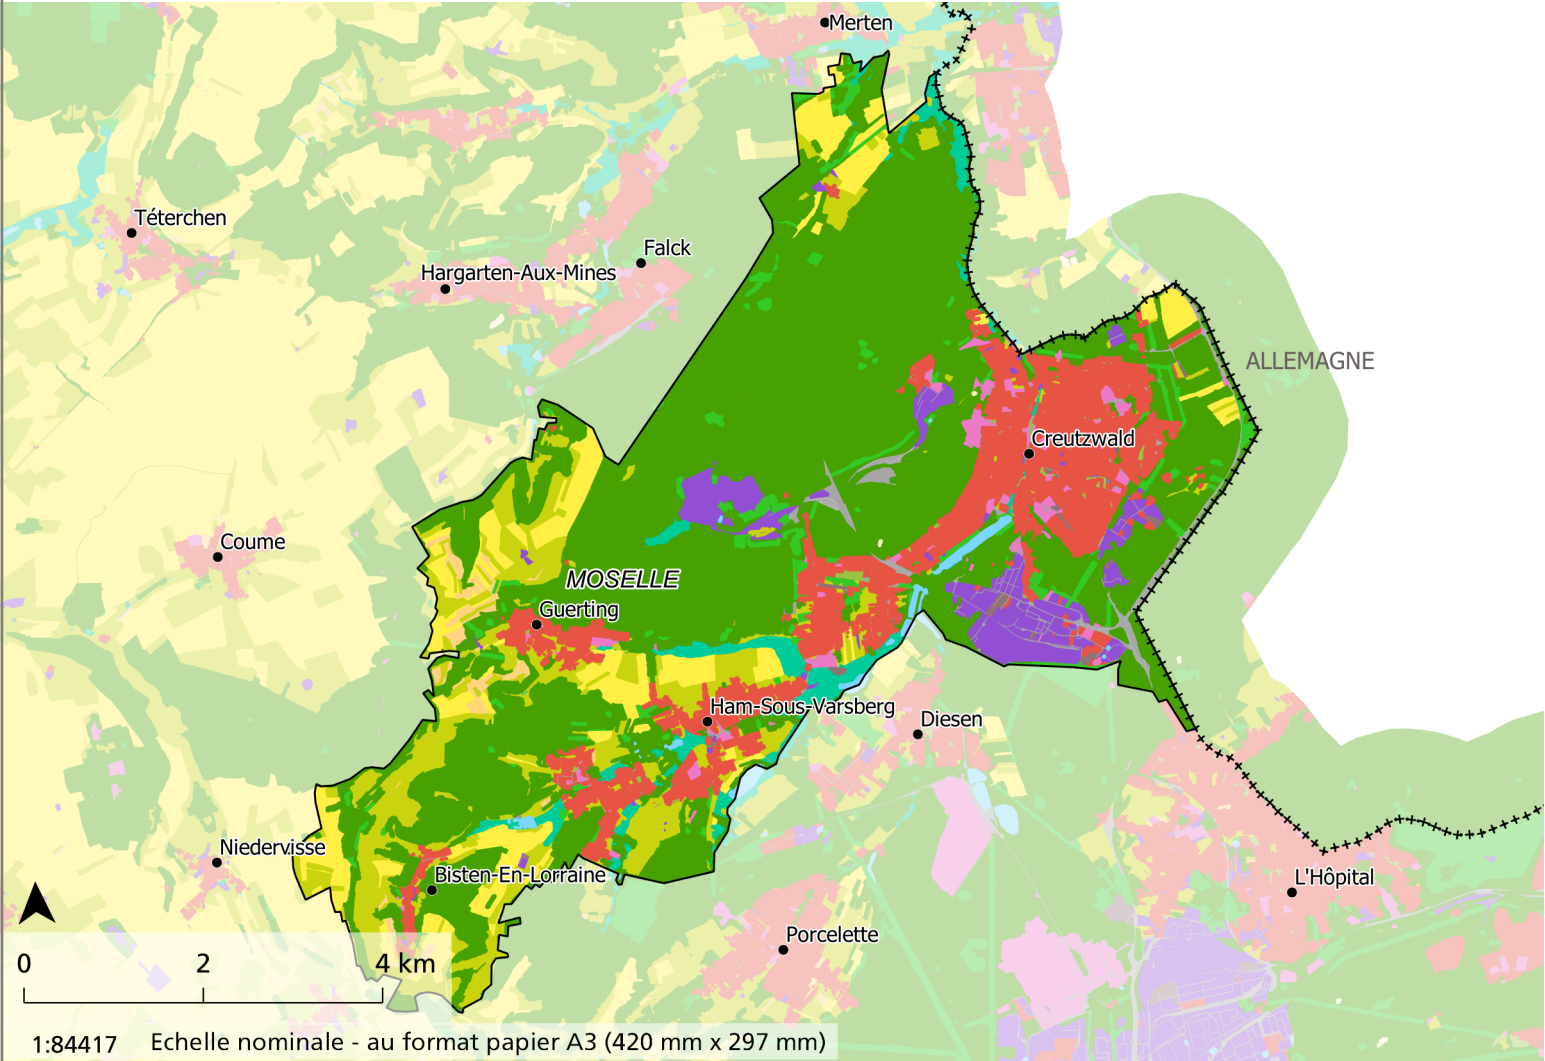 Merten
Téterchen
Falck
Hargarten-Aux-Mines
ALLEMAGNE
Creutzwald
Coume
MOSELLE
Guerting
Ham-Sous-Varsberg
Diesen
Niedervisse
Bisten-En-Lorraine
L'Hôpital
Porcelette
0 2 4 km
1:84417 Echelle nominale - au format papier A3 (420 mm x 297 mm)